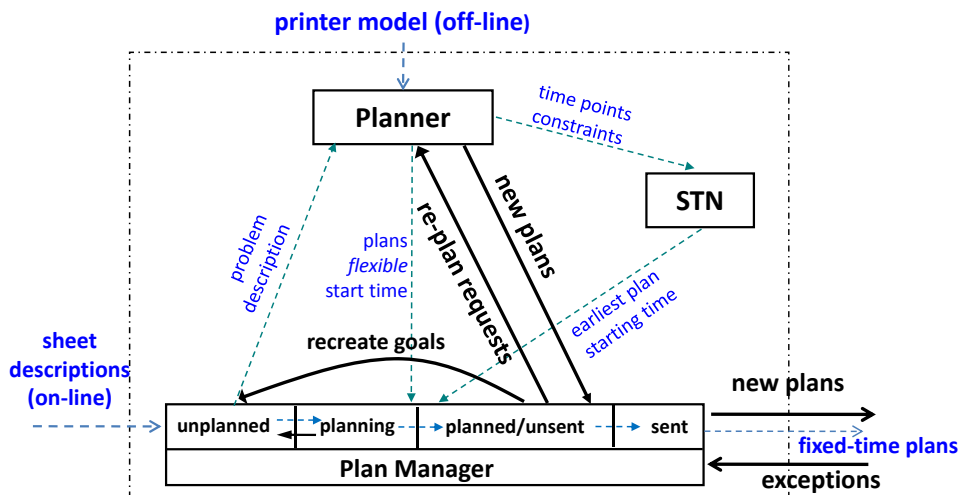 printer model (off-line)
Planner
time points
constraints
STN
problem
description
plans
flexible
start time
re-plan requests
new plans
earliest plan
starting time
recreate goals
sheet
descriptions
(on-line)
unplanned
planning
planned/unsent
sent
Plan Manager
new plans
fixed-time plans
exceptions